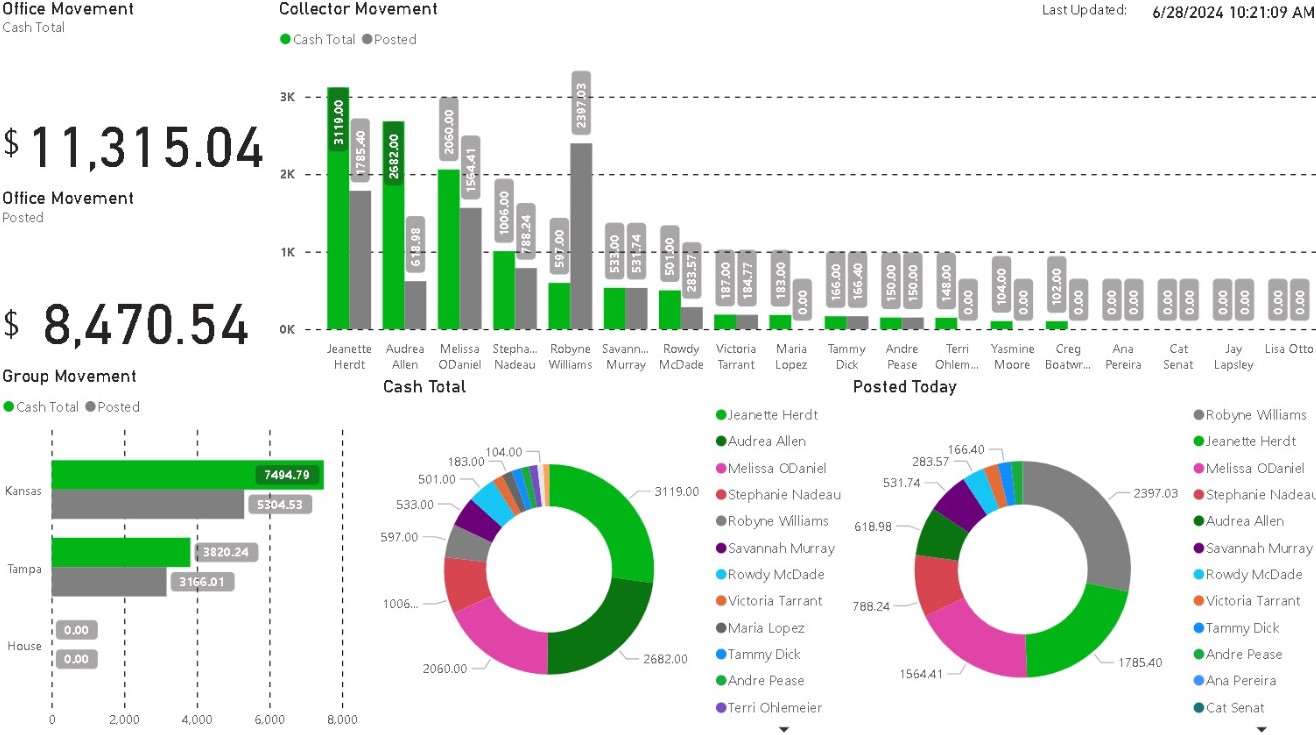 Office Movement
Cash Total
$ 11,315.04
Office Movement
Posted
$ 8,470.54
Collector Movement
Cash Total Posted
Last Updated: 6/28/2024 10:21:09 AM
3K
2K
1K
0K
3119.00 1785.40
2682.00 618.98
2060.00 1564.41
1006.00 788.24
597.00 2397.03
533.00 531.74
501.00 283.57
187.00 184.77
183.00 0.00
166.00 166.40
150.00 150.00
148.00 0.00
104.00 0.00
102.00 0.00
0.00 0.00
0.00 0.00
0.00 0.00
0.00 0.00
Jeanette Herdt
Audrea Allen
Melissa ODaniel
Stepha... Nadeau
Robyne Williams
Savann... Murray
Rowdy McDade
Victoria Tarrant
Maria Lopez
Tammy Dick
Andre Pease
Terri Ohlem...
Yasmine Moore
Creg Boatwr...
Ana Pereira
Cat Senat
Jay Lapsley
Lisa Otto
Group Movement
Cash Total Posted
Kansas
7494.79
5304.53
Tampa
3820.24
3166.01
House
0.00
0.00
0 2,000 4,000 6,000 8,000
Cash Total
104.00
183.00
501.00
533.00
597.00
1006...
2060.00
2682.00
3119.00
Jeanette Herdt
Audrea Allen
Melissa ODaniel
Stephanie Nadeau
Robyne Williams
Savannah Murray
Rowdy McDade
Victoria Tarrant
Maria Lopez
Tammy Dick
Andre Pease
Terri Ohlemeier
Posted Today
166.40
283.57
531.74
618.98
788.24
1564.41
1785.40
2397.03
Robyne Williams
Jeanette Herdt
Melissa ODaniel
Stephanie Nadeau
Audrea Allen
Savannah Murray
Rowdy McDade
Victoria Tarrant
Tammy Dick
Andre Pease
Ana Pereira
Cat Senat